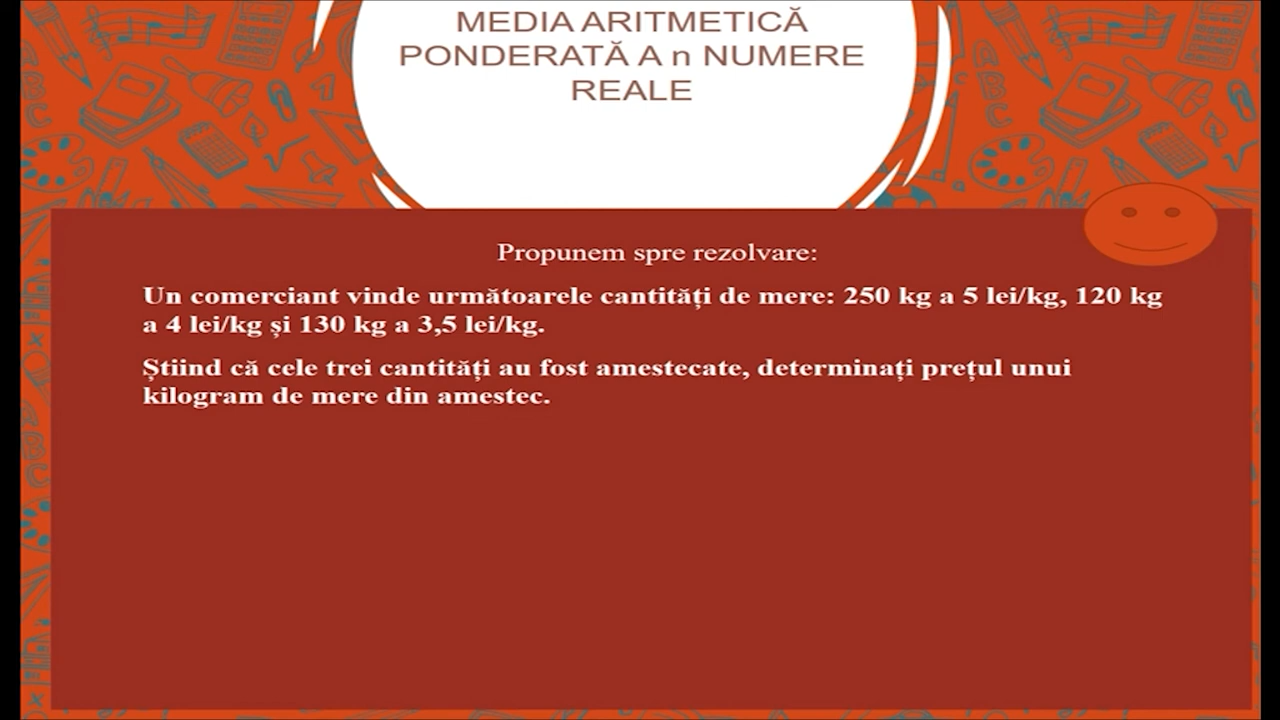 MEDIA ARITMETICĂ
PONDERATĂ A n NUMERE
REALE
Propunem spre rezolvare:
Un comerciant vinde următoarele cantități de mere: 250 kg a 5 lei/kg, 120 kg
a 4 lei/kg și 130 kg a 3,5 lei/kg.
Știind că cele trei cantități au fost amestecate, determinați prețul unui
kilogram de mere din amestec.